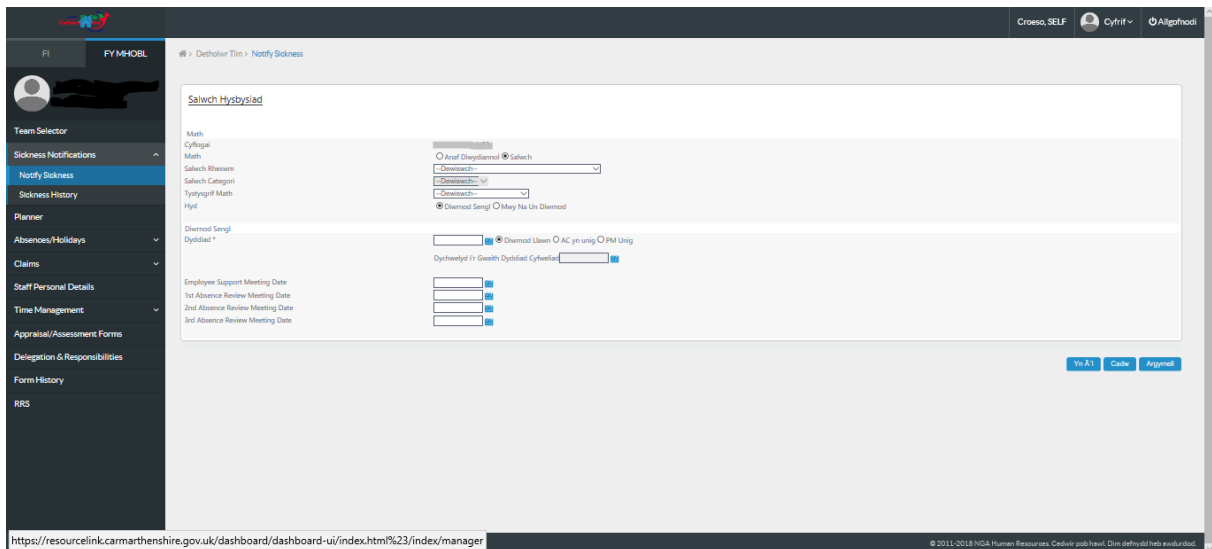 Croeso, SELF Cyfrif Allgofnodi
FI FY MHOBL
> Detholwr Tîm > Notify Sickness
Team Selector
Sickness Notifications
Notify Sickness
Sickness History
Planner
Absences/Holidays
Claims
Staff Personal Details
Time Management
Appraisal/Assessment Forms
Delegation & Responsibilities
Form History
RRS
Salwch Hysbysiad
Math
Cyflogai
Math Anaf Diwydiannol Salwch
Salwch Rheswm --Dewiswch--
Salwch Categori --Dewiswch--
Tystysgrif Math --Dewiswch--
Hyd Diwrnod Sengl Mwy Na Un Diwrnod
Diwrnod Sengl
Dyddiad * Diwrnod Llawn AC yn unig PM Unig
Dychwelyd i'r Gwaith Dyddiad Cyfweliad
Employee Support Meeting Date
1st Absence Review Meeting Date
2nd Absence Review Meeting Date
3rd Absence Review Meeting Date
Yn Ã'l Cadw Argymell
https://resourcelink.carmarthenshire.gov.uk/dashboard/dashboard-ui/index.html%23/index/manager
© 2011-2018 NGA Human Resources. Cedwir pob hawl. Dim defnydd heb awdurdod.